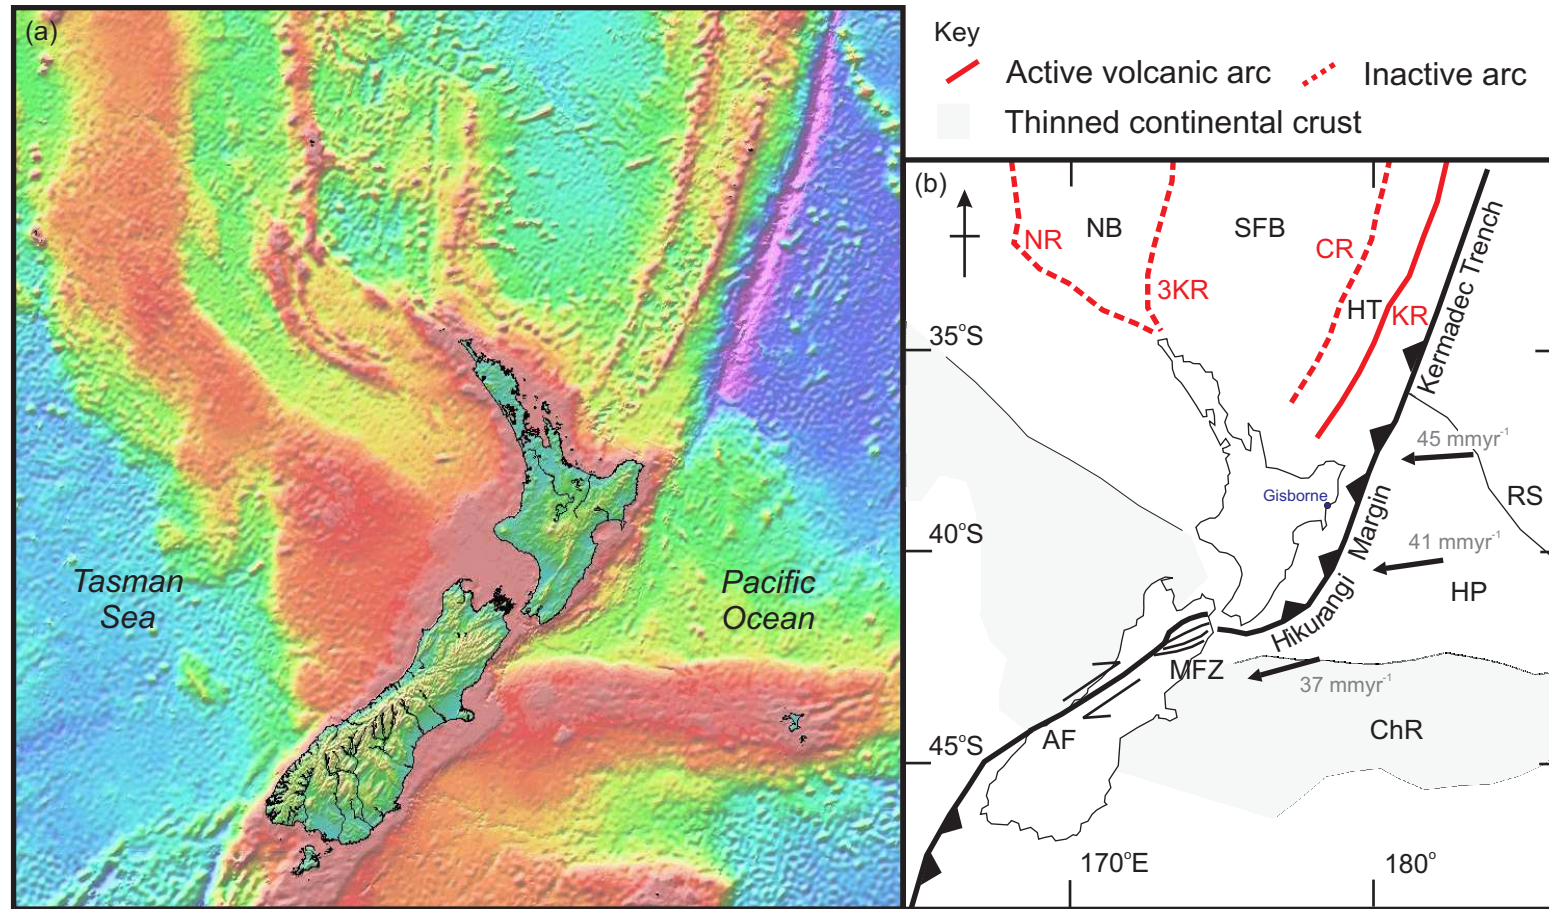 (a)
Tasman
Sea
Pacific
Ocean
Key
Active volcanic arc
Inactive arc
Thinned continental crust
(b)
NR
NB
SFB
CR
3KR
HT
KR
Kermadec Trench
35°S
45 mmyr⁻¹
Gisborne
RS
Hikurangi Margin
40°S
41 mmyr⁻¹
HP
MFZ
37 mmyr⁻¹
AF
ChR
45°S
170°E
180°